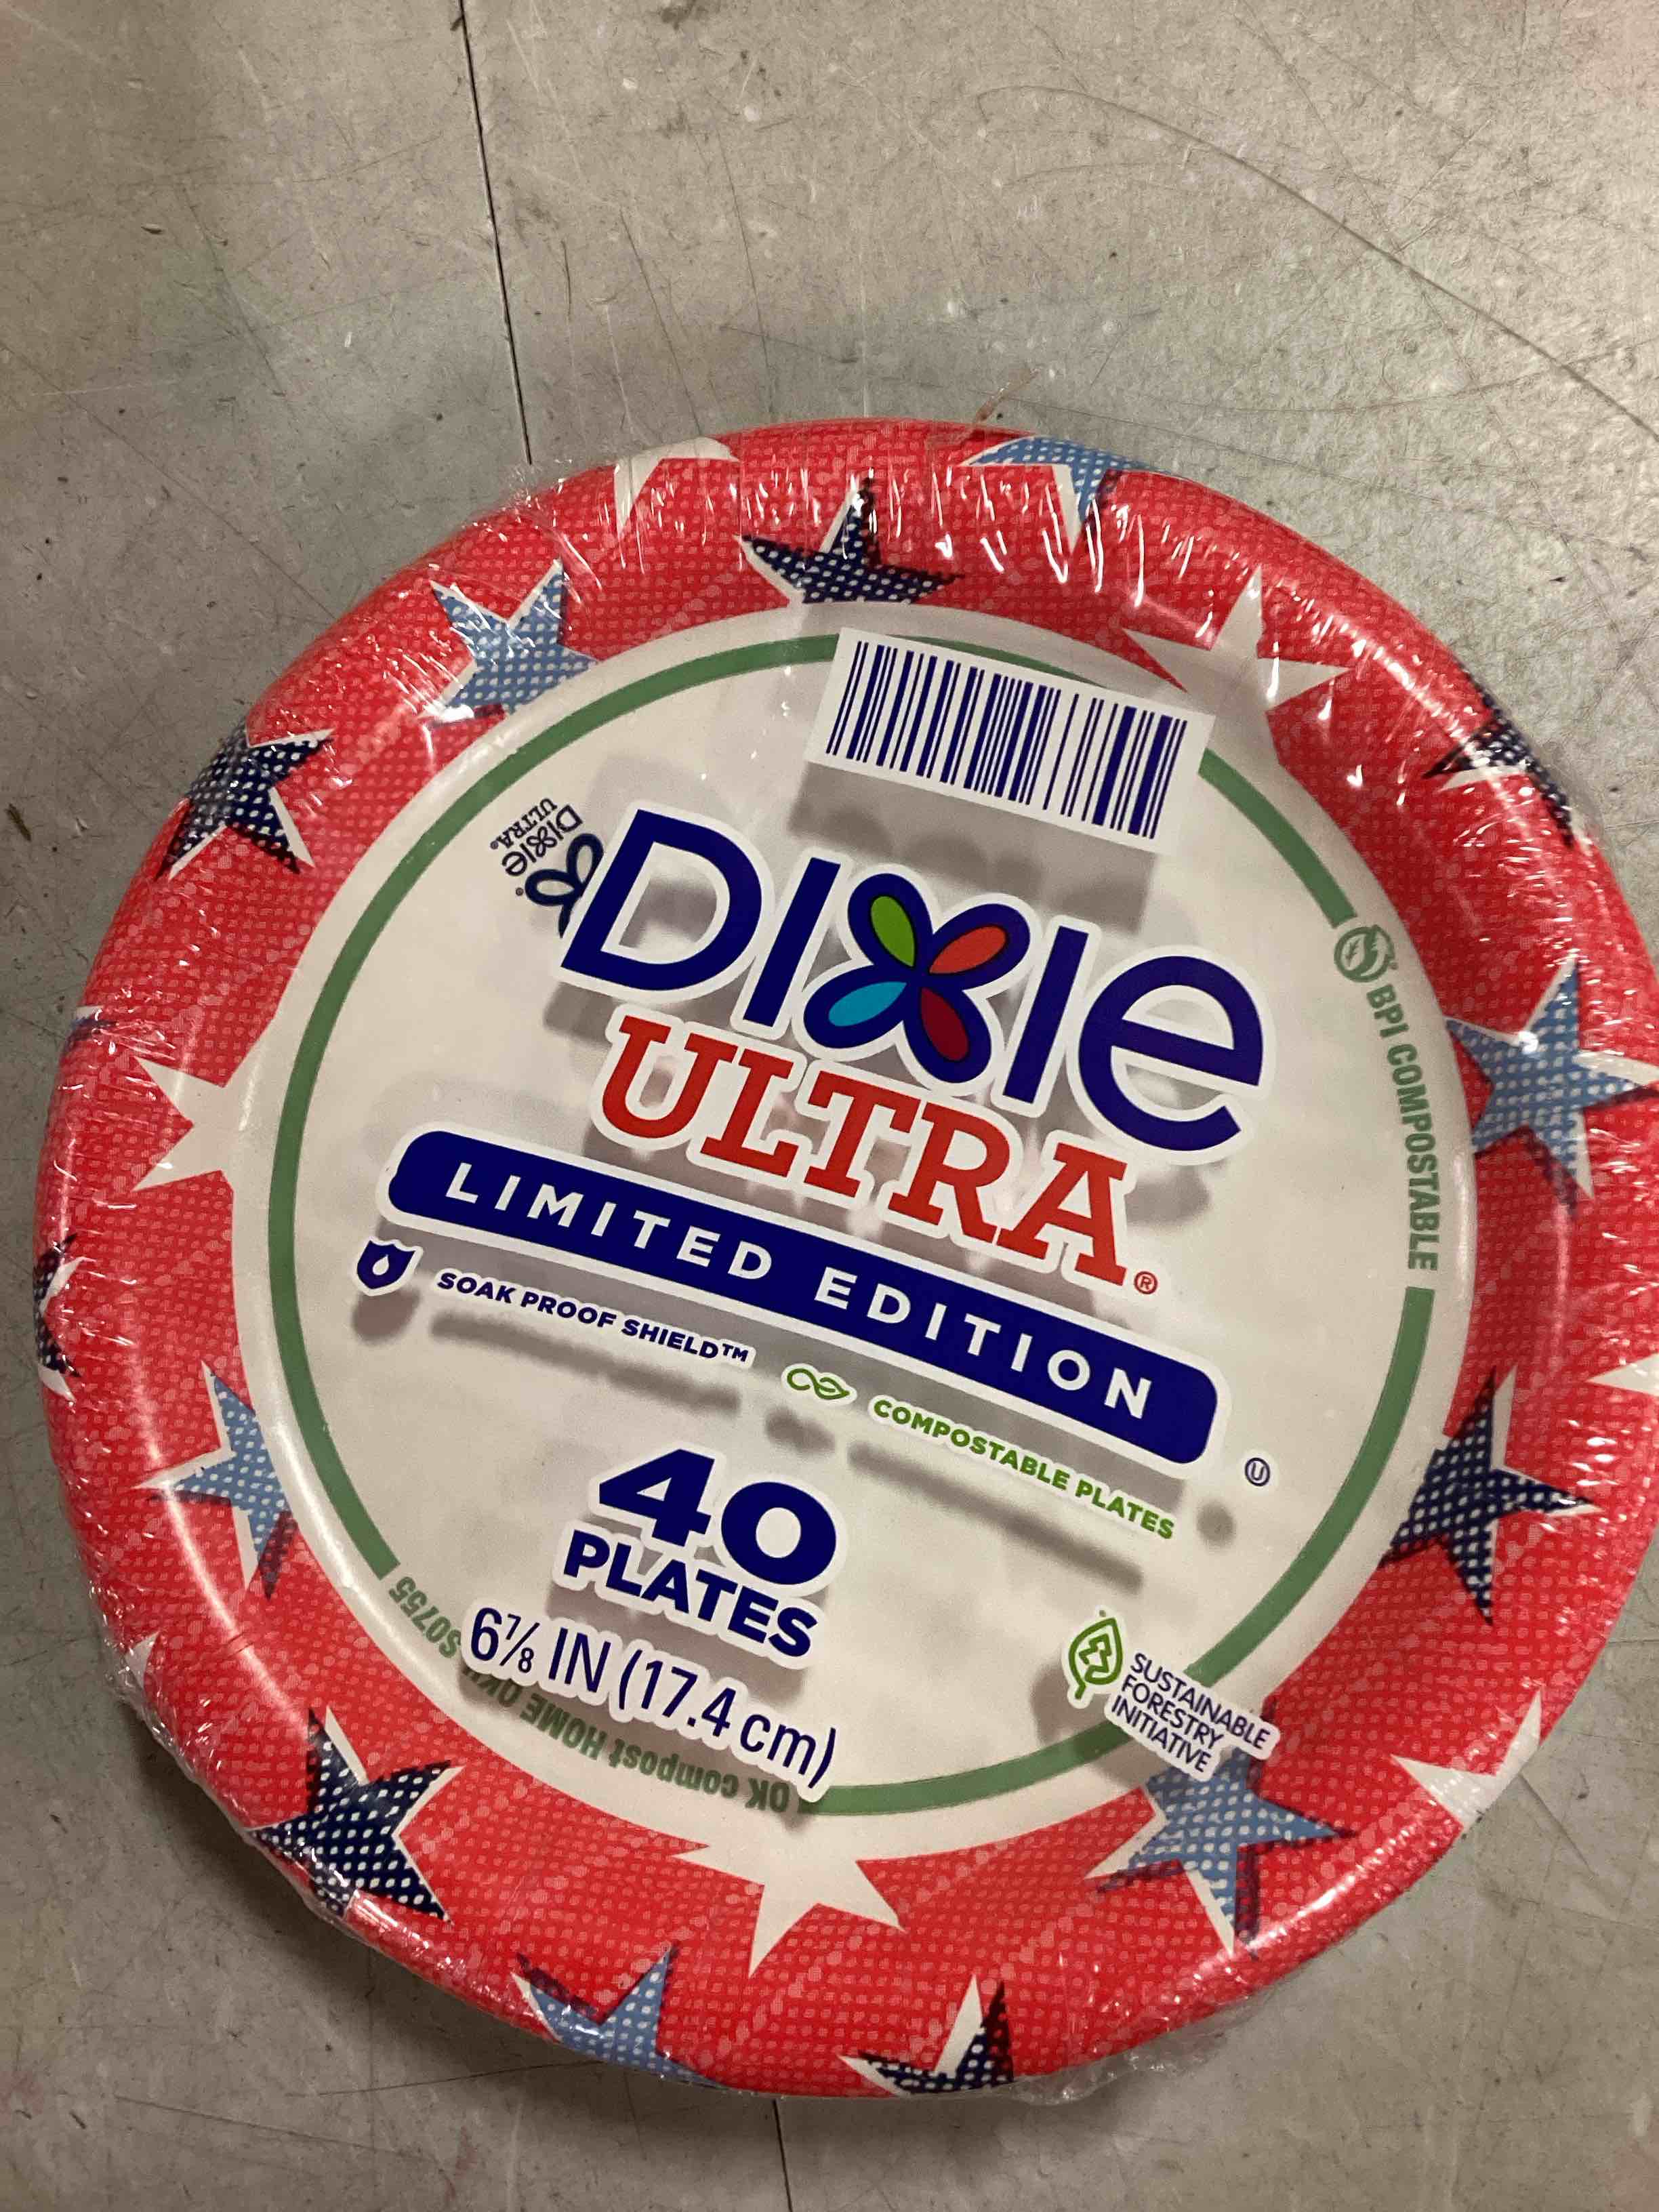 DIXIE
ULTRA®
DIXIE
ULTRA®
LIMITED EDITION
SOAK PROOF SHIELD™
COMPOSTABLE PLATES
U
40
PLATES
6⅞ IN (17.4 cm)
BPI COMPOSTABLE
SUSTAINABLE
FORESTRY
INITIATIVE
OK compost HOME
S0755